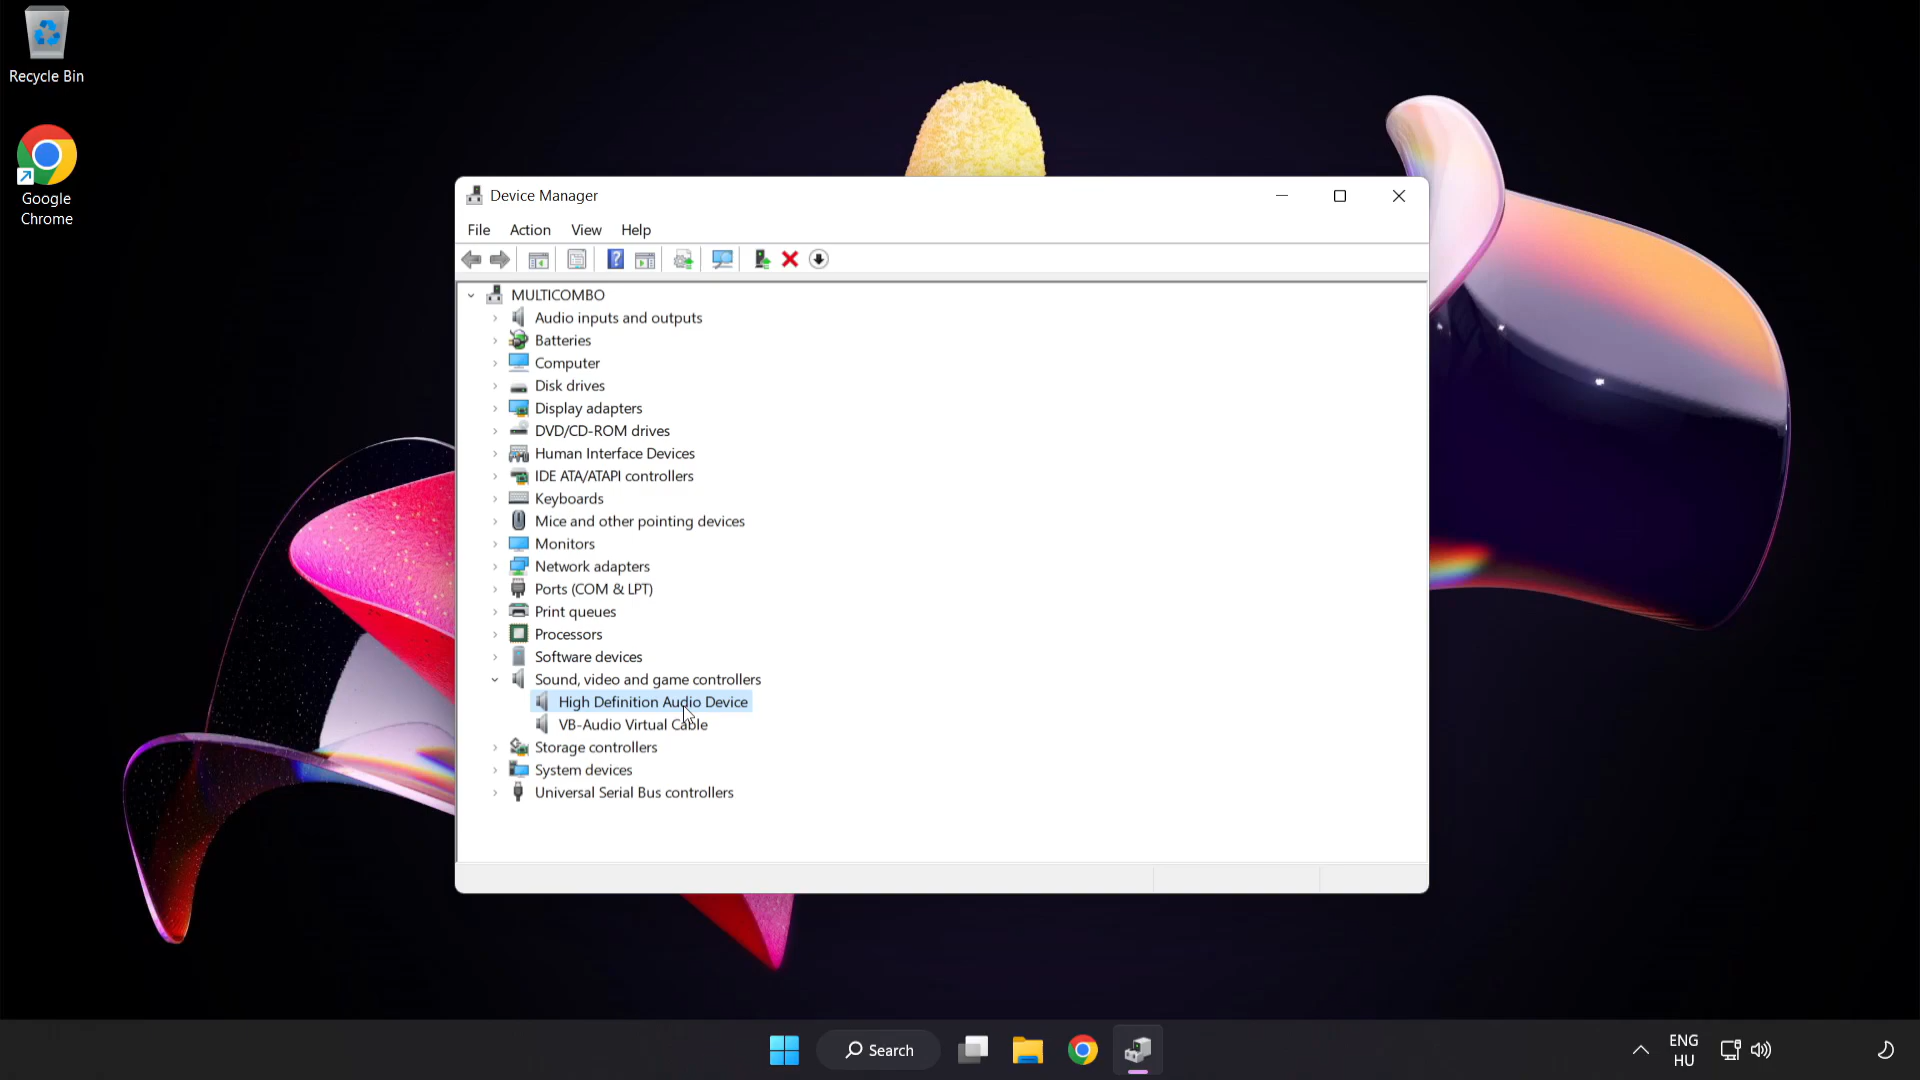 Recycle Bin
Google
Chrome
Device Manager
File Action View Help
MULTICOMBO
Audio inputs and outputs
Batteries
Computer
Disk drives
Display adapters
DVD/CD-ROM drives
Human Interface Devices
IDE ATA/ATAPI controllers
Keyboards
Mice and other pointing devices
Monitors
Network adapters
Ports (COM & LPT)
Print queues
Processors
Software devices
Sound, video and game controllers
High Definition Audio Device
VB-Audio Virtual Cable
Storage controllers
System devices
Universal Serial Bus controllers
Search
ENG
HU